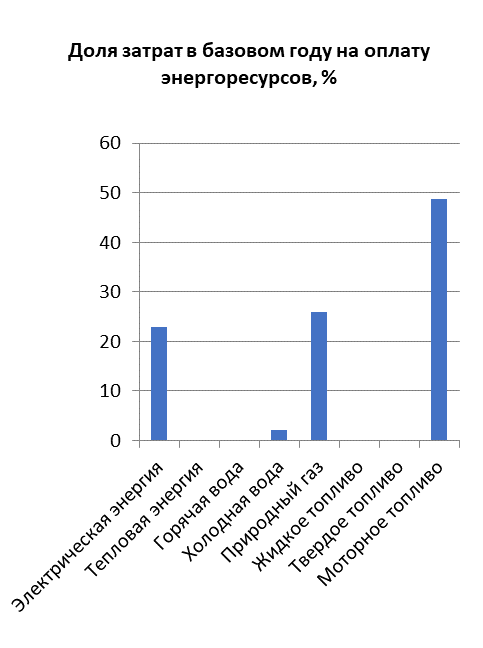 Доля затрат в базовом году на оплату
энергоресурсов, %
60
50
40
30
20
10
0
Электрическая энергия
Тепловая энергия
Горячая вода
Холодная вода
Природный газ
Жидкое топливо
Твердое топливо
Моторное топливо